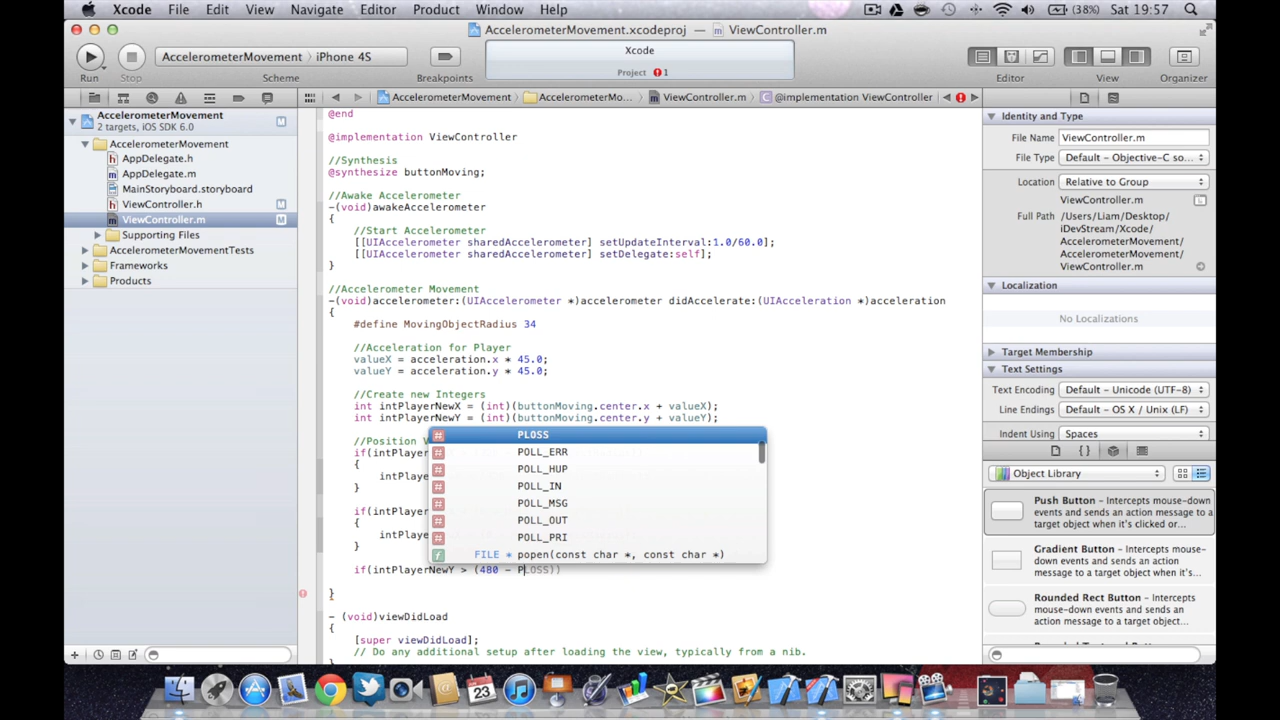 Xcode File Edit View Navigate Editor Product Window Help (38%) Sat 19:57
AccelerometerMovement.xcodeproj — ViewController.m
AccelerometerMovement iPhone 4S
Xcode
Project 1
Run Stop Scheme Breakpoints Editor View Organizer
AccelerometerMovement AccelerometerMo... ViewController.m @implementation ViewController
AccelerometerMovement
2 targets, iOS SDK 6.0
M
AccelerometerMovement
AppDelegate.h
AppDelegate.m
MainStoryboard.storyboard
ViewController.h M
ViewController.m M
Supporting Files
AccelerometerMovementTests
Frameworks
Products
@end
@implementation ViewController
//Synthesis
@synthesize buttonMoving;
//Awake Accelerometer
-(void)awakeAccelerometer
{
//Start Accelerometer
[[UIAccelerometer sharedAccelerometer] setUpdateInterval:1.0/60.0];
[[UIAccelerometer sharedAccelerometer] setDelegate:self];
}
//Accelerometer Movement
-(void)accelerometer:(UIAccelerometer *)accelerometer didAccelerate:(UIAcceleration *)acceleration
{
#define MovingObjectRadius 34
//Acceleration for Player
valueX = acceleration.x * 45.0;
valueY = acceleration.y * 45.0;
//Create new Integers
int intPlayerNewX = (int)(buttonMoving.center.x + valueX);
int intPlayerNewY = (int)(buttonMoving.center.y + valueY);
//Position V
if(intPlayer
{
intPlayer
}
if(intPlayer
{
intPlayer
}
if(intPlayerNewY > (480 - PLOSS))
}
PLOSS
POLL_ERR
POLL_HUP
POLL_IN
POLL_MSG
POLL_OUT
POLL_PRI
FILE * popen(const char *, const char *)
- (void)viewDidLoad
{
[super viewDidLoad];
// Do any additional setup after loading the view, typically from a nib.
}
Identity and Type
File Name ViewController.m
File Type Default - Objective-C so...
Location Relative to Group
ViewController.m
Full Path /Users/Liam/Desktop/
iDevStream/Xcode/
AccelerometerMovement/
AccelerometerMovement/
ViewController.m
Localization
No Localizations
Target Membership
Text Settings
Text Encoding Default - Unicode (UTF-8)
Line Endings Default - OS X / Unix (LF)
Indent Using Spaces
Object Library
Push Button - Intercepts
mouse-down events and sends an
action message to a target object
when it's clicked or...
Gradient Button - Intercepts
mouse-down events and sends an
action message to a target object
when it's clicke...
Rounded Rect Button - Intercepts
mouse-down events and sends an
action message to a target object...